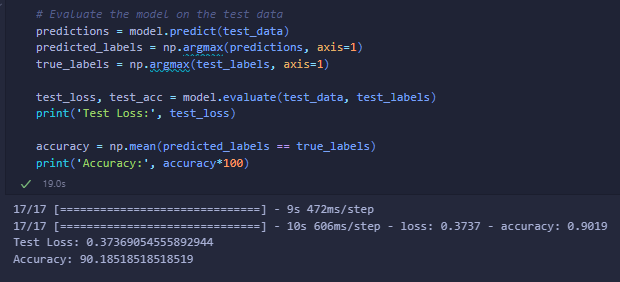 # Evaluate the model on the test data
predictions = model.predict(test_data)
predicted_labels = np.argmax(predictions, axis=1)
true_labels = np.argmax(test_labels, axis=1)
test_loss, test_acc = model.evaluate(test_data, test_labels)
print('Test Loss:', test_loss)
accuracy = np.mean(predicted_labels == true_labels)
print('Accuracy:', accuracy*100)
19.0s
17/17 [==============================] - 9s 472ms/step
17/17 [==============================] - 10s 606ms/step - loss: 0.3737 - accuracy: 0.9019
Test Loss: 0.37369054555892944
Accuracy: 90.18518518518519